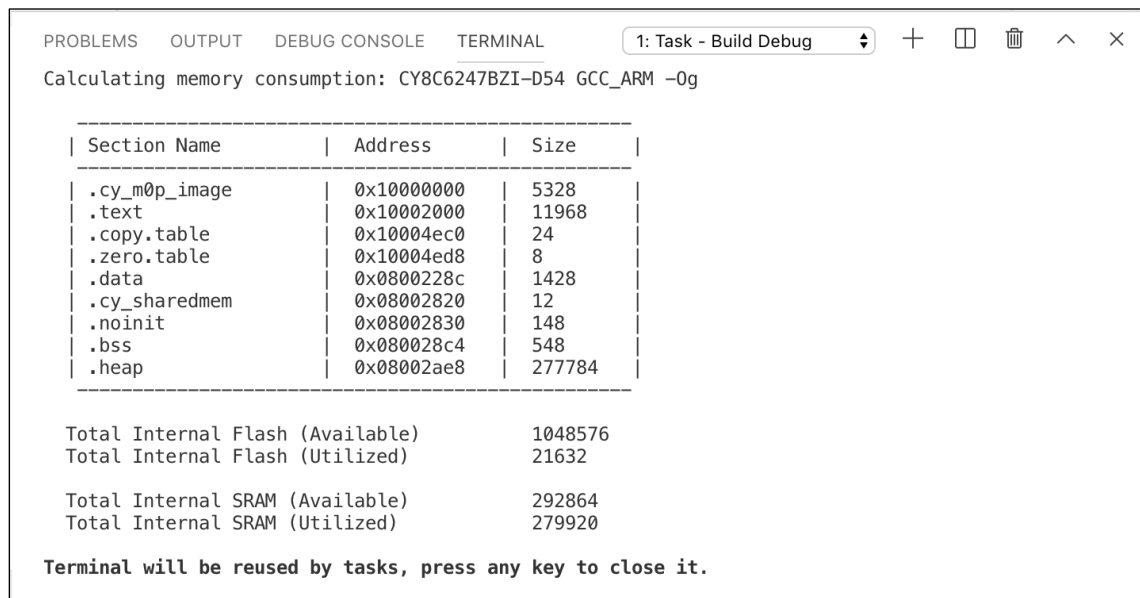 PROBLEMS OUTPUT DEBUG CONSOLE TERMINAL 1: Task - Build Debug
Calculating memory consumption: CY8C6247BZI-D54 GCC_ARM -Og
| Section Name | Address | Size |
| .cy_m0p_image | 0x10000000 | 5328 |
| .text | 0x10002000 | 11968 |
| .copy.table | 0x10004ec0 | 24 |
| .zero.table | 0x10004ed8 | 8 |
| .data | 0x0800228c | 1428 |
| .cy_sharedmem | 0x08002820 | 12 |
| .noinit | 0x08002830 | 148 |
| .bss | 0x080028c4 | 548 |
| .heap | 0x08002ae8 | 277784 |
Total Internal Flash (Available) 1048576
Total Internal Flash (Utilized) 21632
Total Internal SRAM (Available) 292864
Total Internal SRAM (Utilized) 279920
Terminal will be reused by tasks, press any key to close it.